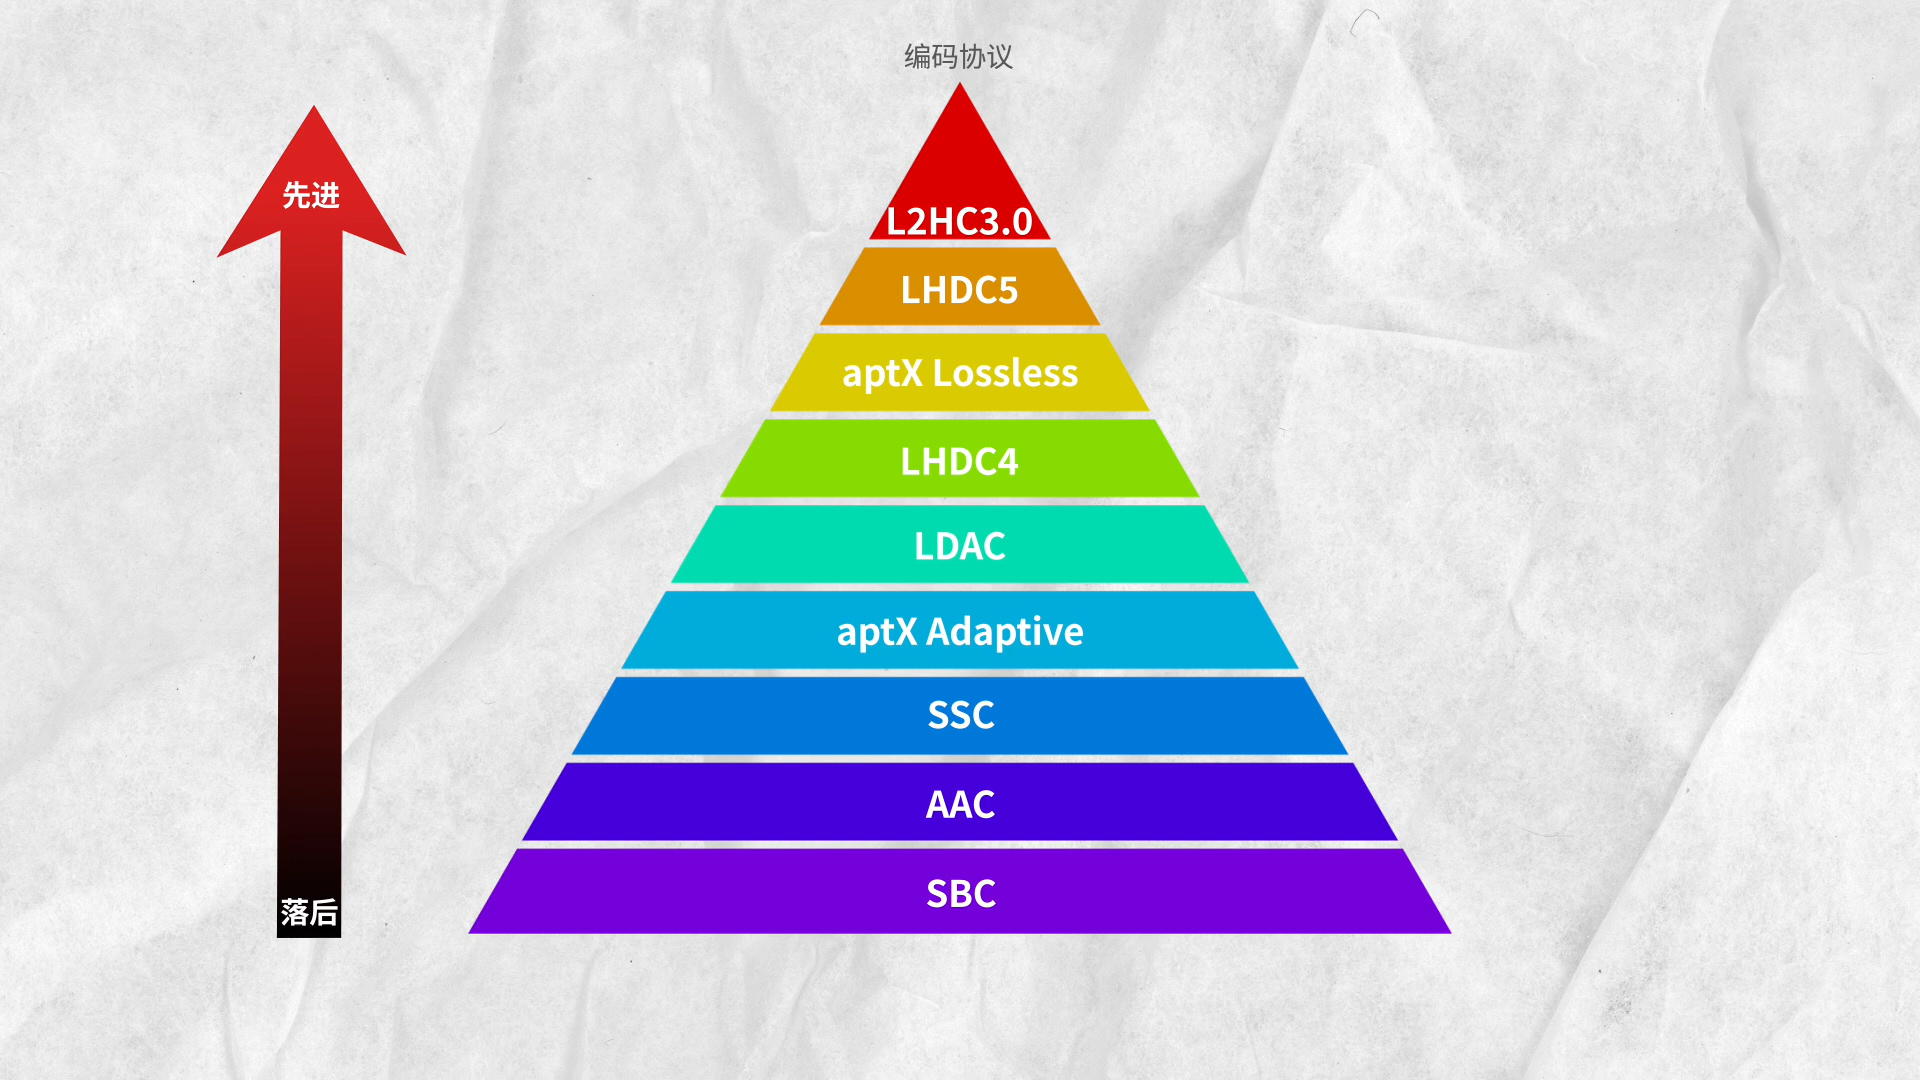 编码协议
先进
L2HC3.0
LHDC5
aptX Lossless
LHDC4
LDAC
aptX Adaptive
SSC
AAC
SBC
落后